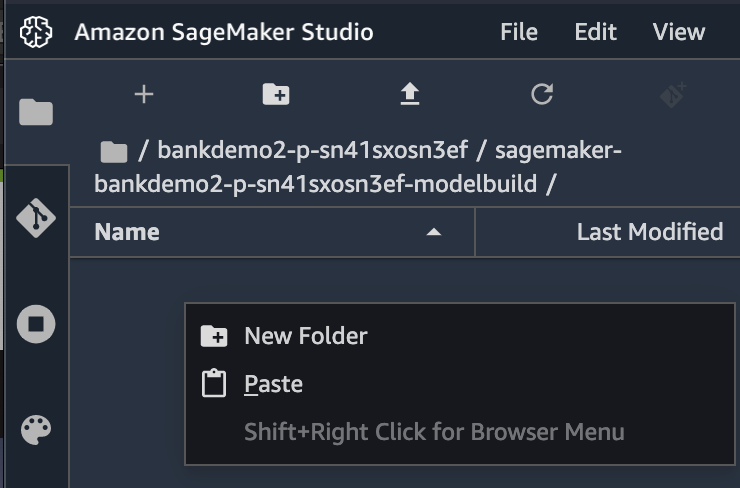 Amazon SageMaker Studio File Edit View
/ bankdemo2-p-sn41sxosn3ef / sagemaker-
bankdemo2-p-sn41sxosn3ef-modelbuild /
Name Last Modified
New Folder
Paste
Shift+Right Click for Browser Menu